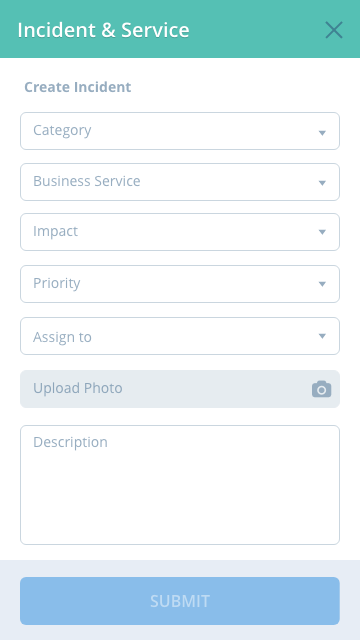 Incident & Service
Create Incident
Category
Business Service
Impact
Priority
Assign to
Upload Photo
Description
SUBMIT